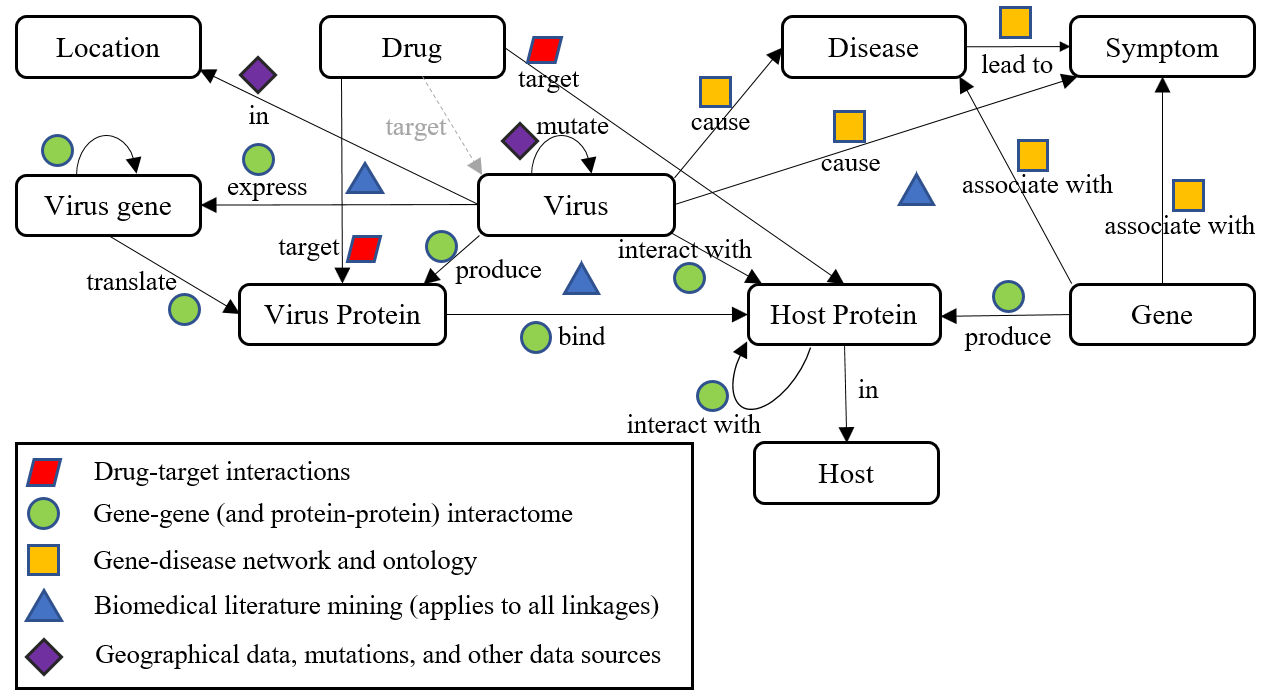 Location
Drug
Disease
lead to
Symptom
target
in
target
mutate
cause
cause
express
associate with
associate with
Virus gene
Virus
target
interact with
translate
produce
Virus Protein
bind
Host Protein
produce
Gene
in
interact with
Host
Drug-target interactions
Gene-gene (and protein-protein) interactome
Gene-disease network and ontology
Biomedical literature mining (applies to all linkages)
Geographical data, mutations, and other data sources